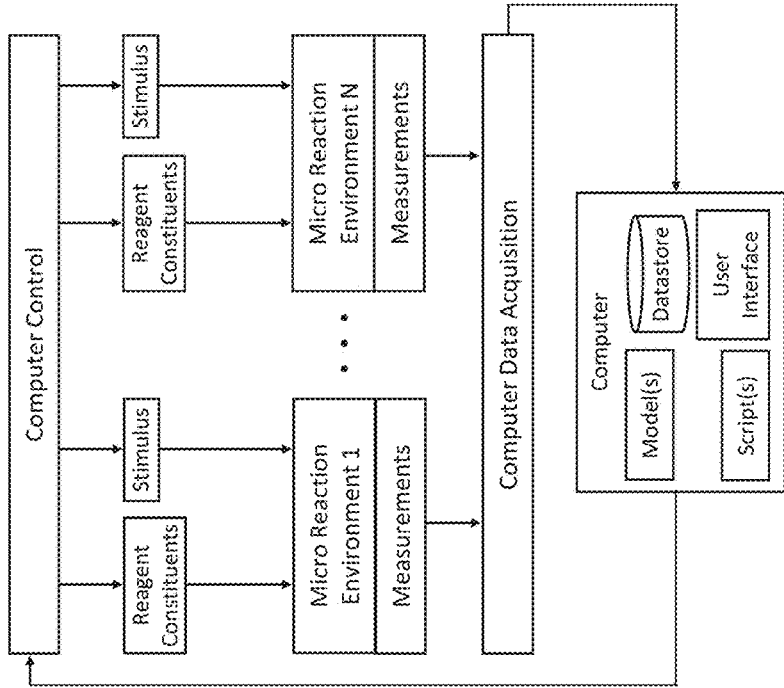 Computer Control
Reagent
Constituents
Stimulus
Reagent
Constituents
Stimulus
Micro Reaction
Environment 1
Measurements
Micro Reaction
Environment N
Measurements
Computer Data Acquisition
Computer
Model(s)
Datastore
Script(s)
User
Interface